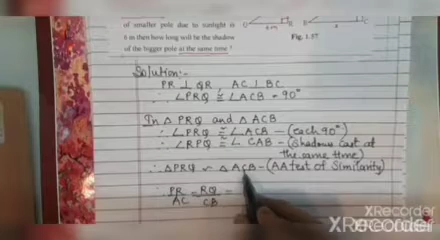 of smaller pole due to sunlight is
6 m then how long will be the shadow
of the bigger pole at the same time ?
Q 6 m R B x C
Fig. 1.57
Solution:-
PR ⊥ QR , AC ⊥ BC
∴ ∠PRQ ≅ ∠ACB = 90°
In △ PRQ and △ ACB
∴ ∠PRQ ≅ ∠ACB - (each 90°)
∴ ∠RPQ ≅ ∠ CAB - (Shadows cast at
the same time)
∴ △PRQ ~ △ ACB - (AA test of Similarity)
∴ PR/AC = RQ/CB =
XRecorder
XRecorder